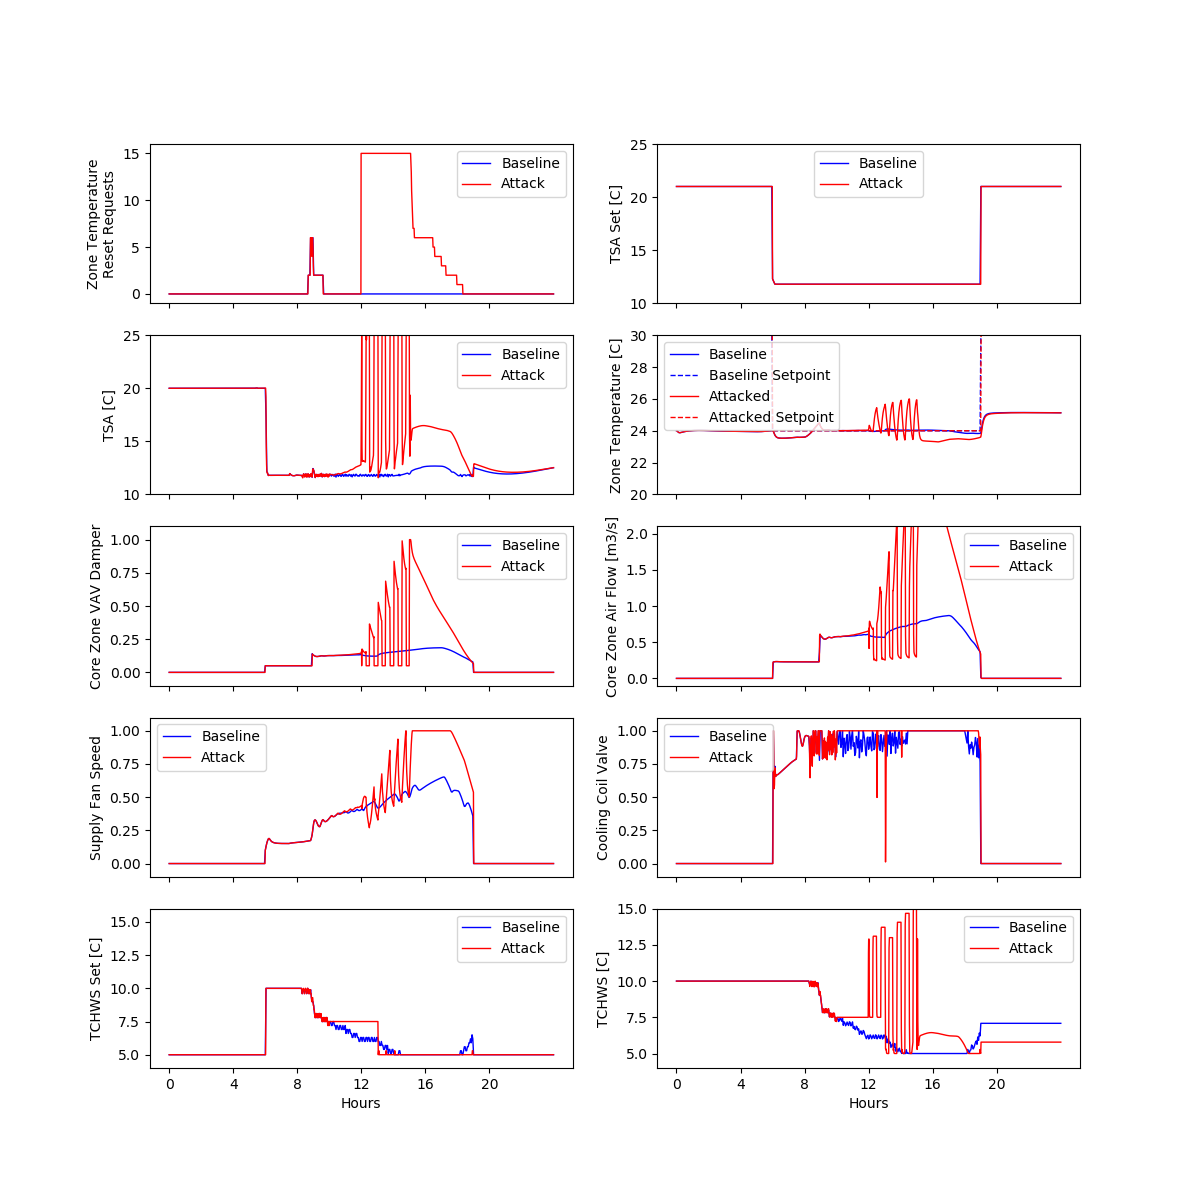 Zone Temperature
Reset Requests
15
10
5
0
Baseline
Attack
TSA Set [C]
25
20
15
10
Baseline
Attack
TSA [C]
25
20
15
10
Baseline
Attack
Zone Temperature [C]
30
28
26
24
22
20
Baseline
Baseline Setpoint
Attacked
Attacked Setpoint
Core Zone VAV Damper
1.00
0.75
0.50
0.25
0.00
Baseline
Attack
Core Zone Air Flow [m3/s]
2.0
1.5
1.0
0.5
0.0
Baseline
Attack
Supply Fan Speed
1.00
0.75
0.50
0.25
0.00
Baseline
Attack
Cooling Coil Valve
1.00
0.75
0.50
0.25
0.00
Baseline
Attack
TCHWS Set [C]
15.0
12.5
10.0
7.5
5.0
Baseline
Attack
0 4 8 12 16 20
Hours
TCHWS [C]
15.0
12.5
10.0
7.5
5.0
Baseline
Attack
0 4 8 12 16 20
Hours